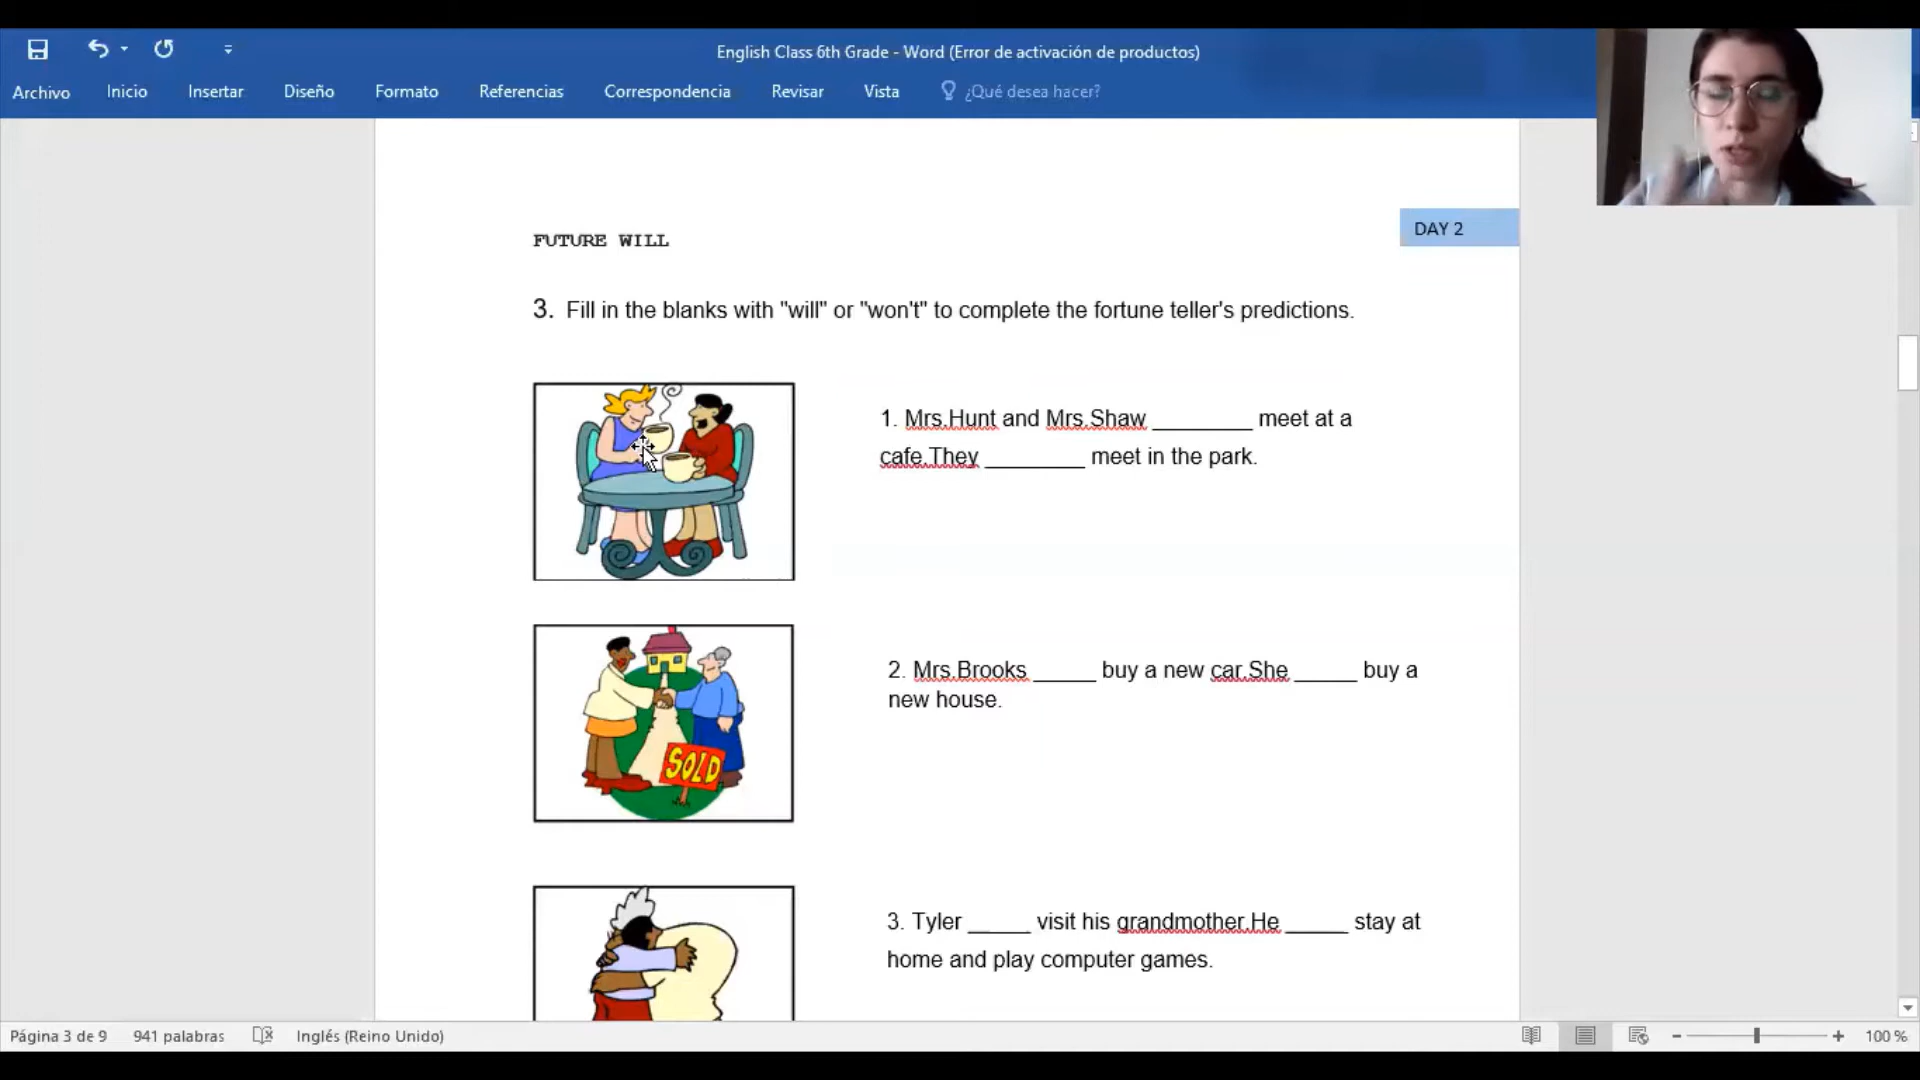 English Class 6th Grade - Word (Error de activación de productos)
Archivo Inicio Insertar Diseño Formato Referencias Correspondencia Revisar Vista ¿Qué desea hacer?
DAY 2
FUTURE WILL
3. Fill in the blanks with "will" or "won't" to complete the fortune teller's predictions.
1. Mrs.Hunt and Mrs.Shaw ________ meet at a
cafe.They ________ meet in the park.
2. Mrs.Brooks _____ buy a new car.She _____ buy a
new house.
SOLD
3. Tyler _____ visit his grandmother.He _____ stay at
home and play computer games.
Página 3 de 9 941 palabras Inglés (Reino Unido) 100 %